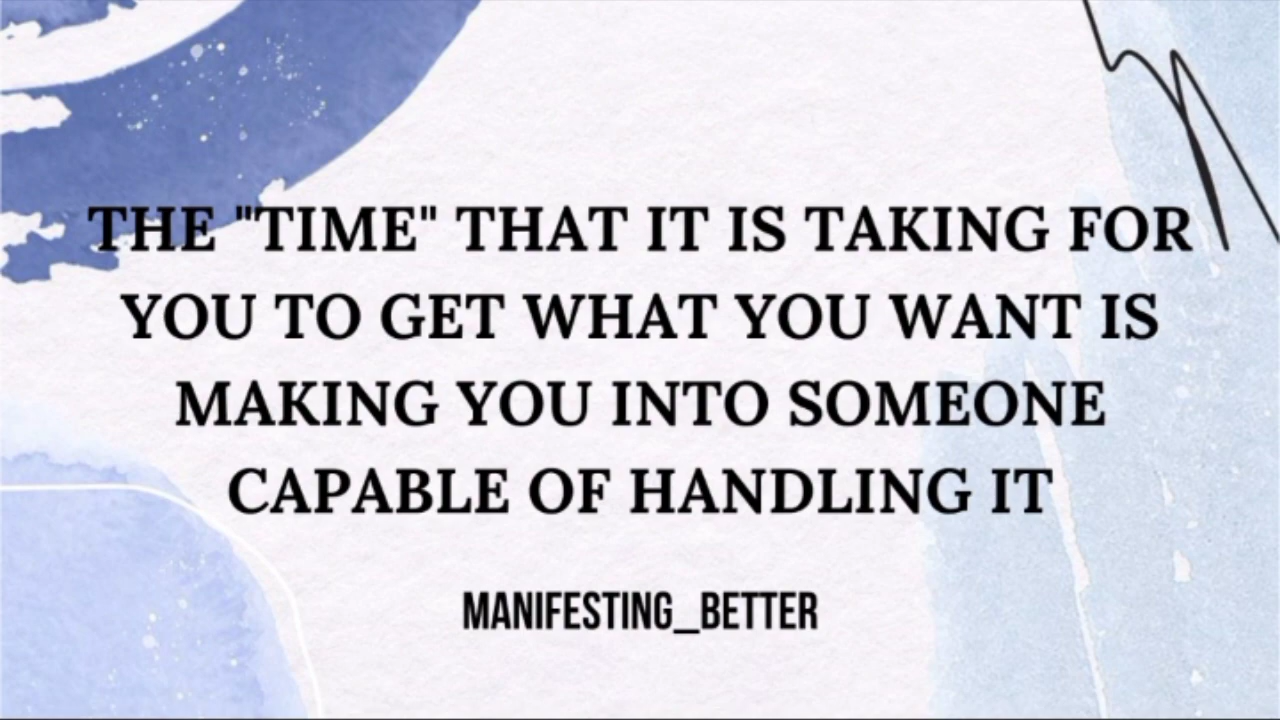 THE "TIME" THAT IT IS TAKING FOR
YOU TO GET WHAT YOU WANT IS
MAKING YOU INTO SOMEONE
CAPABLE OF HANDLING IT
MANIFESTING_BETTER